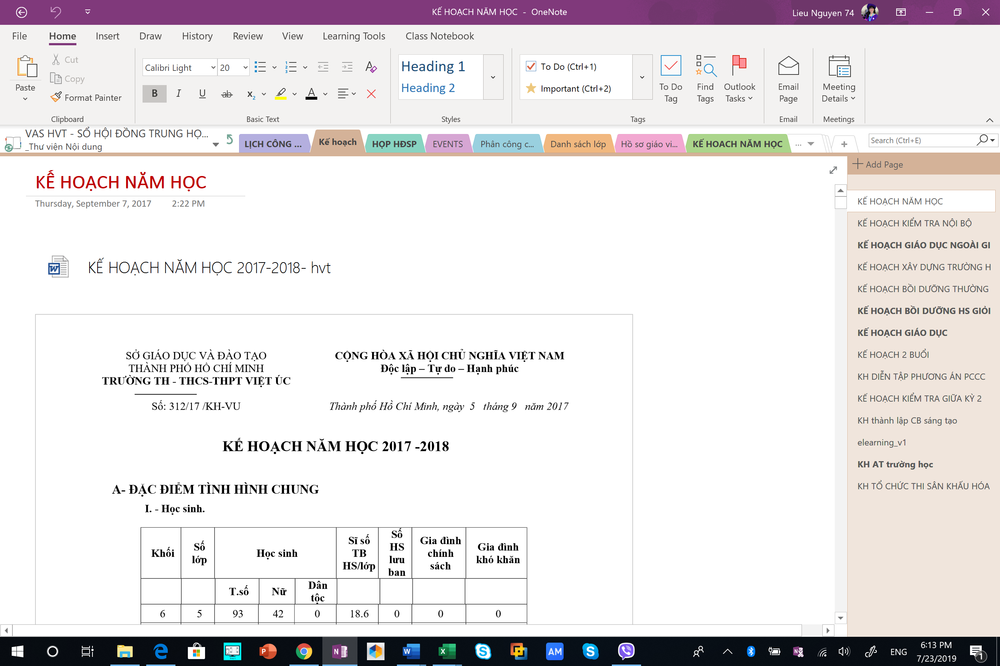 KẾ HOẠCH NĂM HỌC - OneNote
Lieu Nguyen 74
File Home Insert Draw History Review View Learning Tools Class Notebook
Paste
Cut
Copy
Format Painter
Clipboard
Calibri Light 20
B I U ab x2 A
Basic Text
Heading 1
Heading 2
Styles
To Do (Ctrl+1)
Important (Ctrl+2)
To Do Tag
Find Tags
Outlook Tasks
Tags
Email Page
Email
Meeting Details
Meetings
VAS HVT - SỔ HỘI ĐỒNG TRUNG HỌ...
_Thư viện Nội dung
LỊCH CÔNG ... Kế hoạch HỌP HĐSP EVENTS Phân công c... Danh sách lớp Hồ sơ giáo vi... KẾ HOACH NĂM HỌC ...
Search (Ctrl+E)
Add Page
KẾ HOẠCH NĂM HỌC
Thursday, September 7, 2017 2:22 PM
KẾ HOẠCH NĂM HỌC 2017-2018- hvt
SỞ GIÁO DỤC VÀ ĐÀO TẠO
THÀNH PHỐ HỒ CHÍ MINH
TRƯỜNG TH - THCS-THPT VIỆT ÚC
Số: 312/17 /KH-VU
CỘNG HÒA XÃ HỘI CHỦ NGHĨA VIỆT NAM
Độc lập – Tự do – Hạnh phúc
Thành phố Hồ Chí Minh, ngày 5 tháng 9 năm 2017
KẾ HOẠCH NĂM HỌC 2017 -2018
A- ĐẶC ĐIỂM TÌNH HÌNH CHUNG
I. - Học sinh.
Khối Số lớp Học sinh Sĩ số TB HS/lớp Số HS lưu ban Gia đình chính sách Gia đình khó khăn
T.số Nữ Dân tộc
6 5 93 42 0 18.6 0 0 0
KẾ HOẠCH NĂM HỌC
KẾ HOẠCH KIỂM TRA NỘI BỘ
KẾ HOẠCH GIÁO DỤC NGOÀI GI
KẾ HOẠCH XÂY DỰNG TRƯỜNG H
KẾ HOẠCH BỒI DƯỠNG THƯỜNG
KẾ HOẠCH BỒI DƯỠNG HS GIỎI
KẾ HOẠCH GIÁO DỤC
KẾ HOẠCH 2 BUỔI
KH DIỄN TẬP PHƯƠNG ÁN PCCC
KẾ HOẠCH KIỂM TRA GIỮA KỲ 2
KH thành lập CB sáng tạo
elearning_v1
KH AT trường học
KH TỔ CHỨC THI SÂN KHẤU HÓA
AM
ENG
6:13 PM
7/23/2019
1